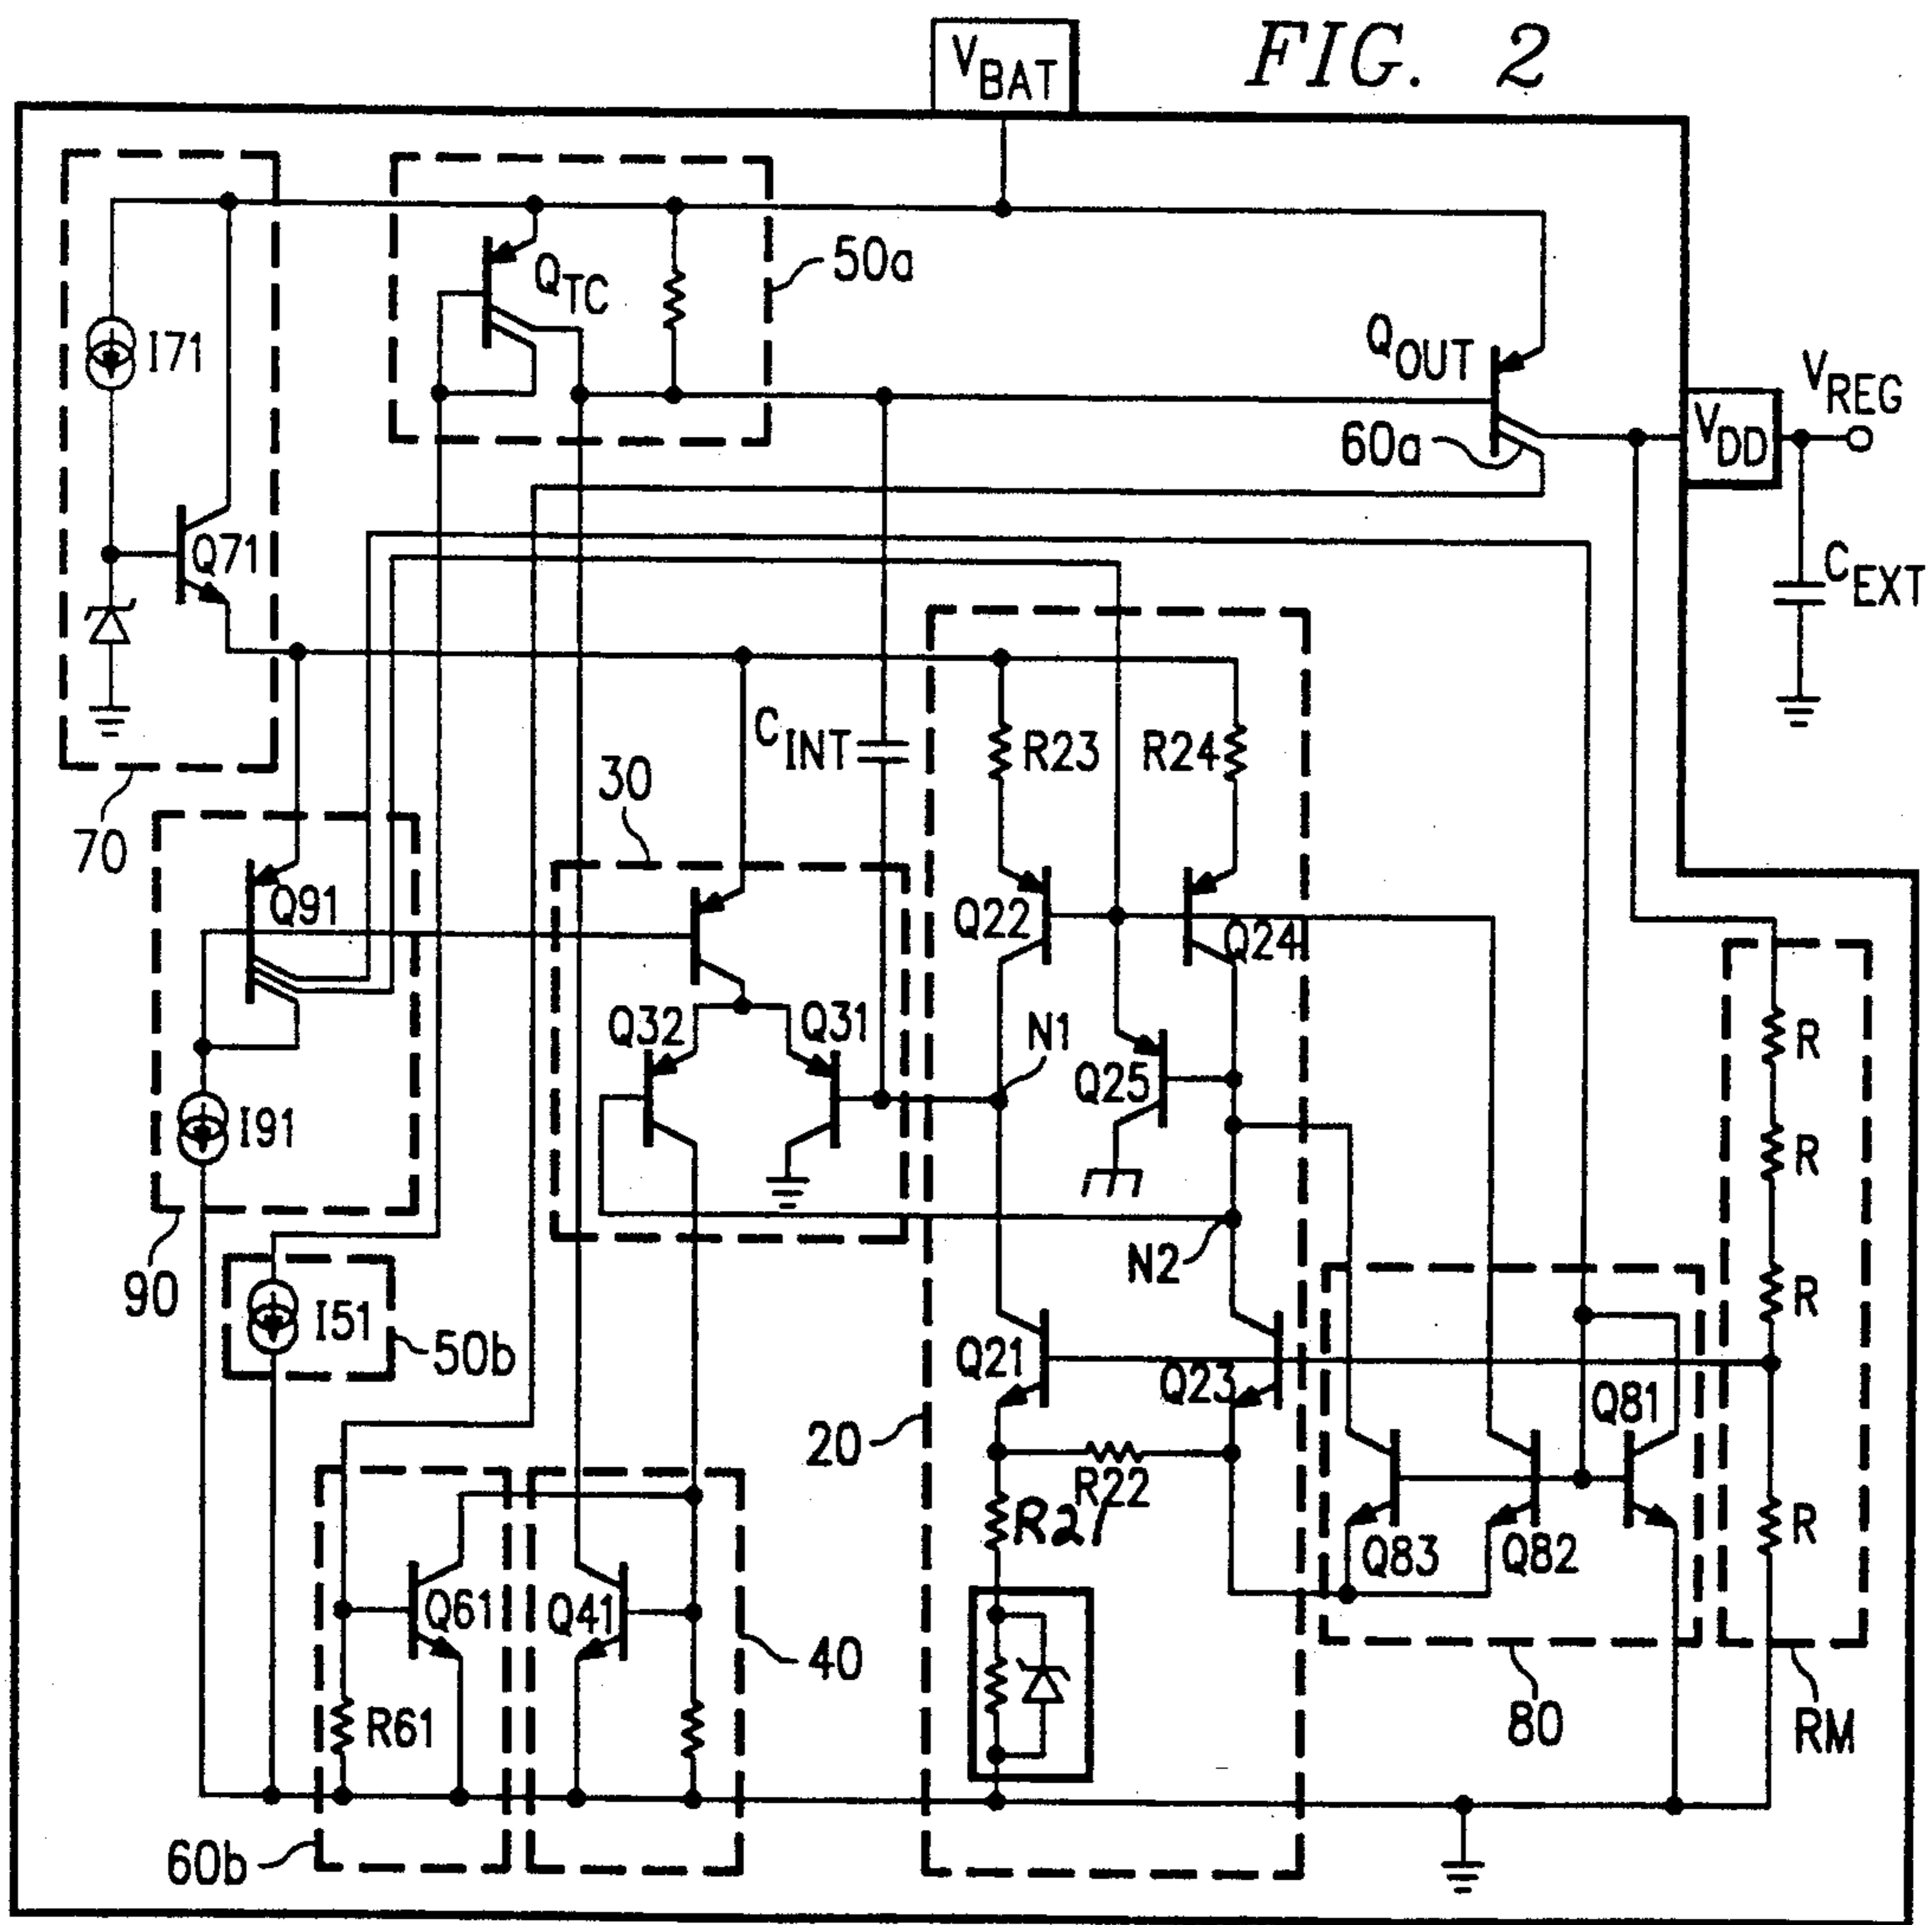 FIG. 2
VBAT
QTC
50a
I71
QOUT
VREG
VDD
60a
Q71
CEXT
CINT
R23
R24
30
70
Q91
Q22
Q24
Q32
Q31
N1
R
Q25
I91
R
90
N2
R
I51
50b
Q21
Q23
Q81
20
R22
R21
R
Q83
Q82
Q61
Q41
40
R61
80
RM
60b